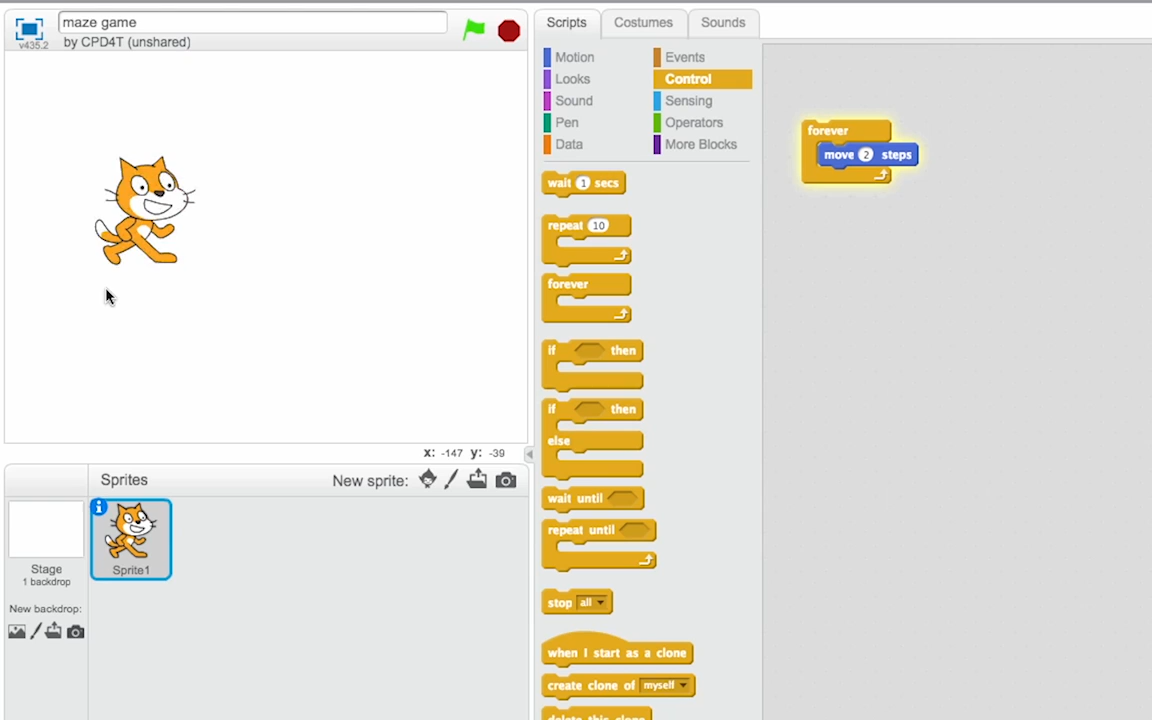 maze game
v435.2
by CPD4T (unshared)
Scripts
Costumes
Sounds
Motion
Events
Looks
Control
Sound
Sensing
Pen
Operators
Data
More Blocks
forever
move 2 steps
wait 1 secs
repeat 10
forever
if then
if then
else
wait until
repeat until
stop all
when I start as a clone
create clone of myself
delete this clone
x: -147 y: -39
Sprites
New sprite:
Stage
1 backdrop
New backdrop:
Sprite1